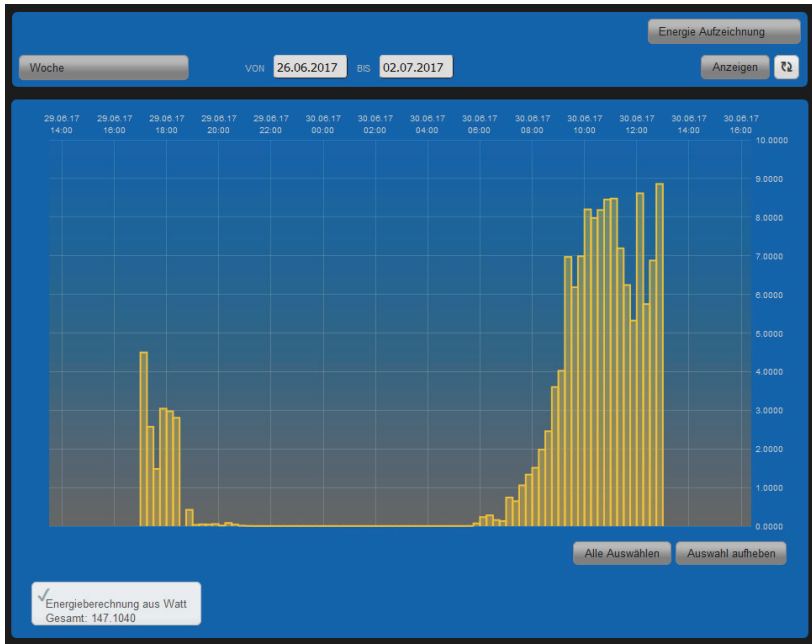 Energie Aufzeichnung
Woche VON 26.06.2017 BIS 02.07.2017 Anzeigen
29.06.17 29.06.17 29.06.17 29.06.17 29.06.17 30.06.17 30.06.17 30.06.17 30.06.17 30.06.17 30.06.17 30.06.17 30.06.17 30.06.17
14:00 16:00 18:00 20:00 22:00 00:00 02:00 04:00 06:00 08:00 10:00 12:00 14:00 16:00
10.0000
9.0000
8.0000
7.0000
6.0000
5.0000
4.0000
3.0000
2.0000
1.0000
0.0000
Alle Auswählen Auswahl aufheben
Energieberechnung aus Watt
Gesamt: 147.1040